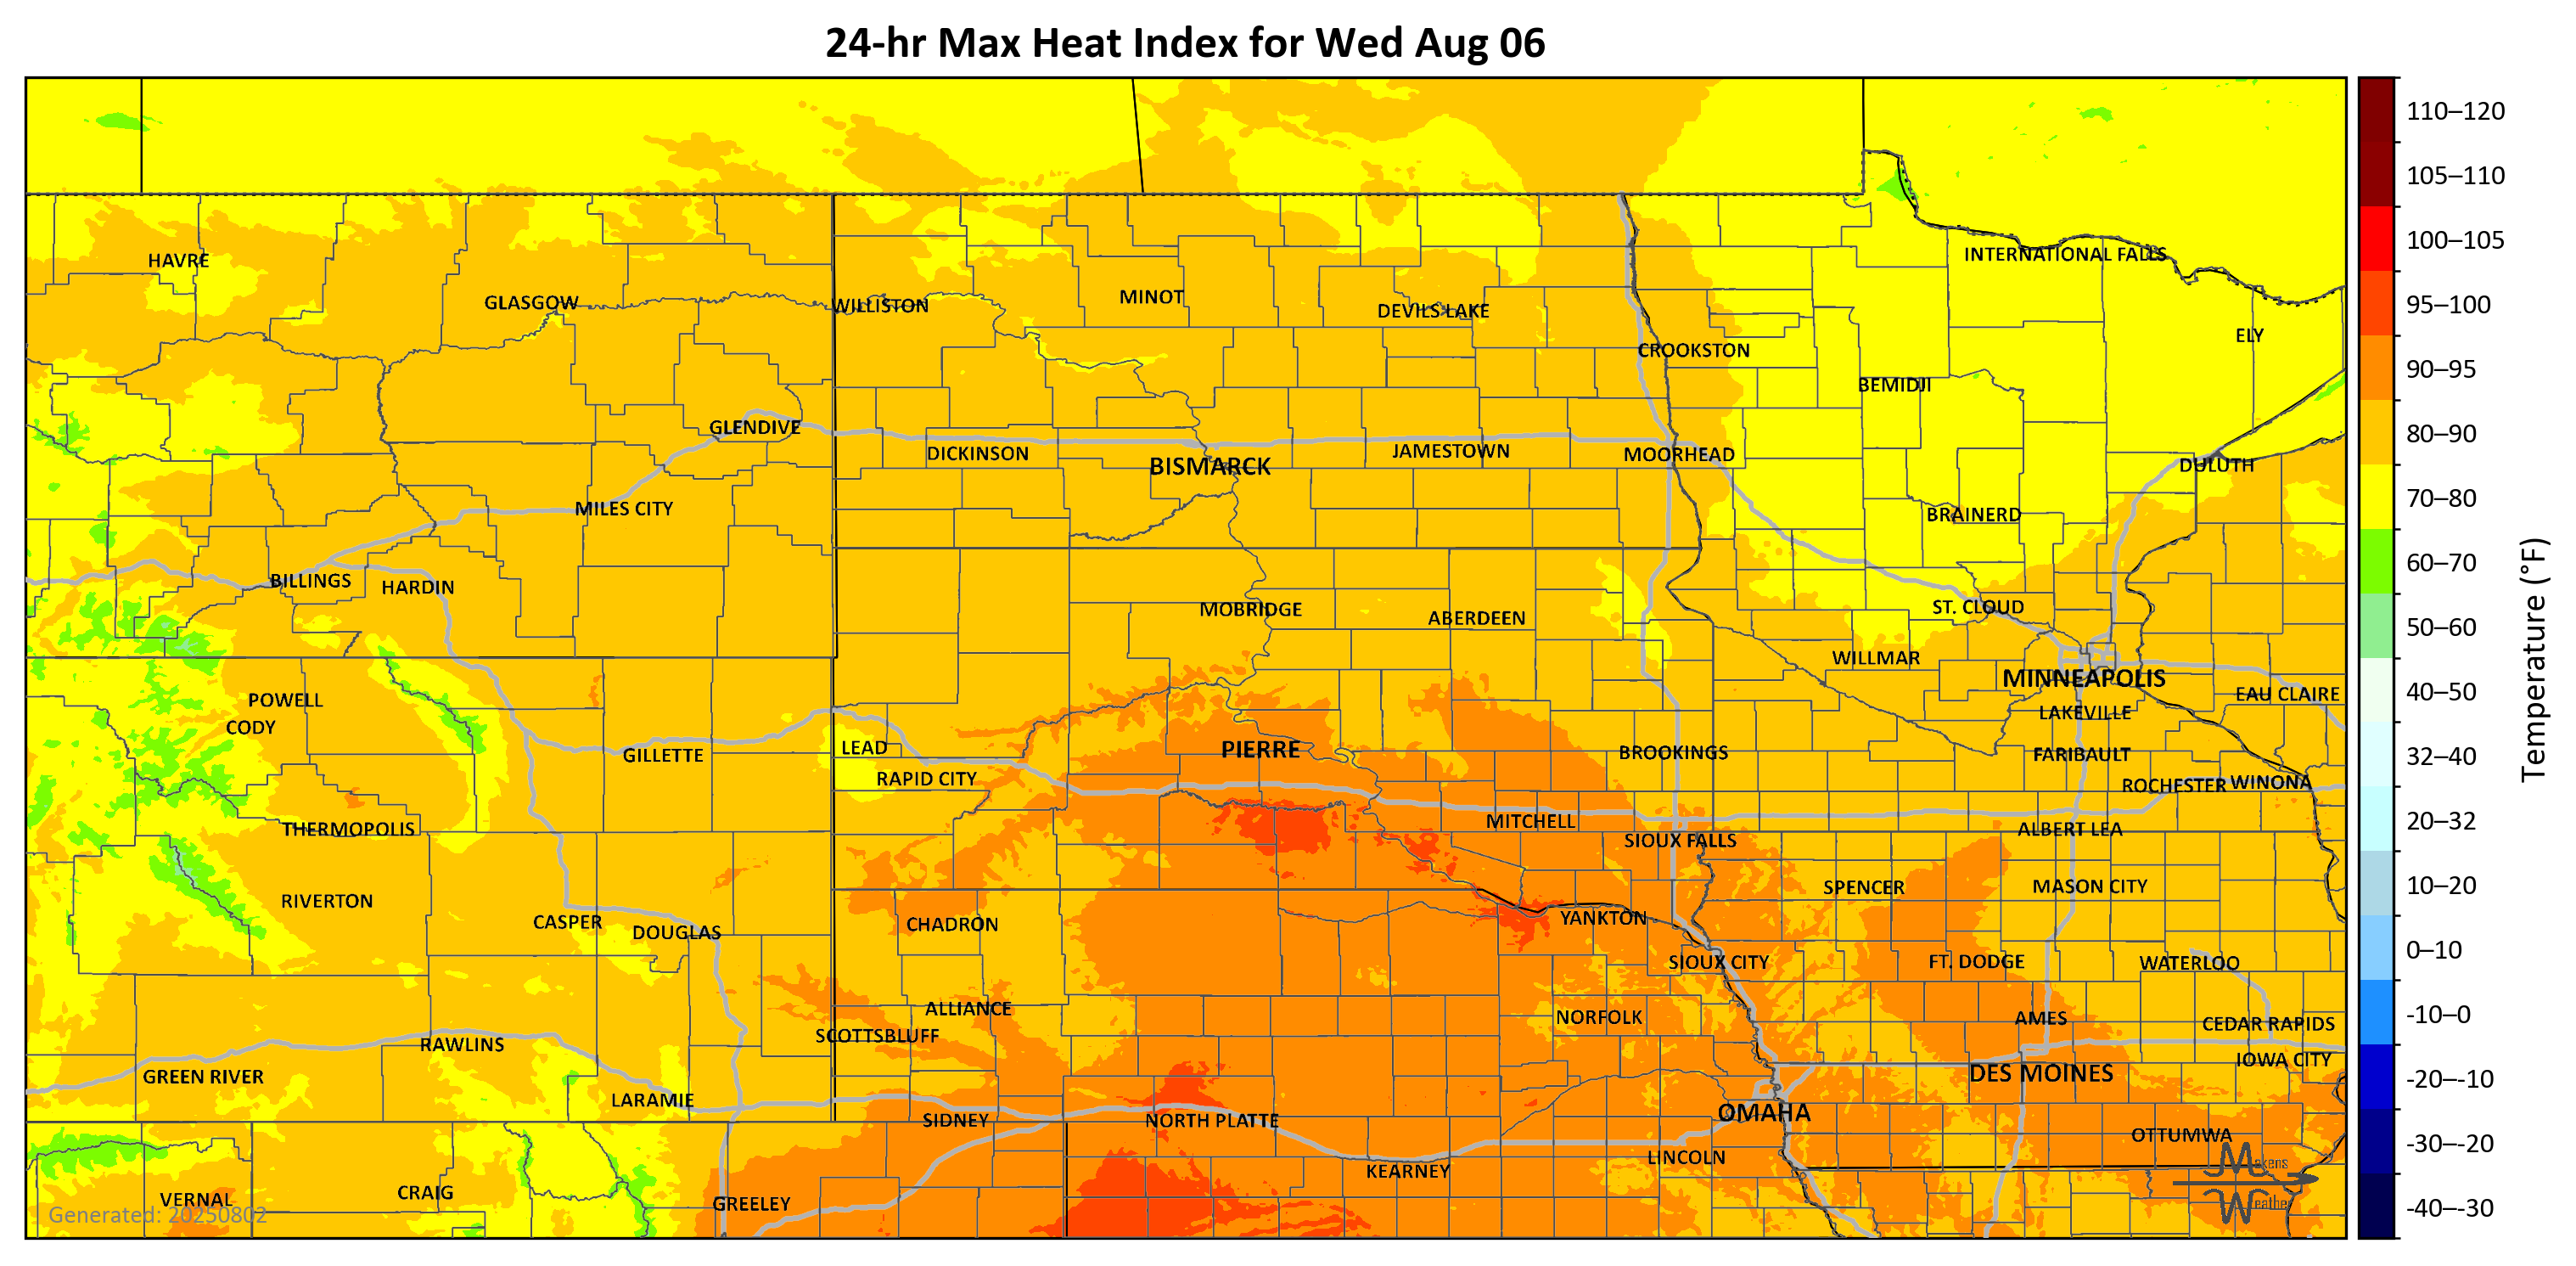 24-hr Max Heat Index for Wed Aug 06
110–120
105–110
INTERNATIONAL FALLS
100–105
HAVRE
MINOT
GLASGOW
WILLISTON
DEVILS LAKE
95–100
ELY
CROOKSTON
90–95
BEMIDJI
GLENDIVE
80–90
DICKINSON
JAMESTOWN
MOORHEAD
BISMARCK
DULUTH
70–80
MILES CITY
BRAINERD
60–70
BILLINGS
HARDIN
MOBRIDGE
ABERDEEN
ST. CLOUD
50–60
WILLMAR
MINNEAPOLIS
Temperature (°F)
40–50
EAU CLAIRE
POWELL
CODY
LAKEVILLE
LEAD
PIERRE
GILLETTE
BROOKINGS
FARIBAULT
32–40
RAPID CITY
ROCHESTER
WINONA
20–32
THERMOPOLIS
MITCHELL
ALBERT LEA
SIOUX FALLS
10–20
SPENCER
MASON CITY
RIVERTON
CASPER
CHADRON
YANKTON
DOUGLAS
0–10
SIOUX CITY
FT. DODGE
WATERLOO
ALLIANCE
-10–0
NORFOLK
AMES
CEDAR RAPIDS
SCOTTSBLUFF
RAWLINS
IOWA CITY
GREEN RIVER
DES MOINES
-20–-10
LARAMIE
OMAHA
SIDNEY
NORTH PLATTE
OTTUMWA
-30–-20
LINCOLN
KEARNEY
Makens
Weather
VERNAL
CRAIG
GREELEY
-40–-30
Generated: 20250802